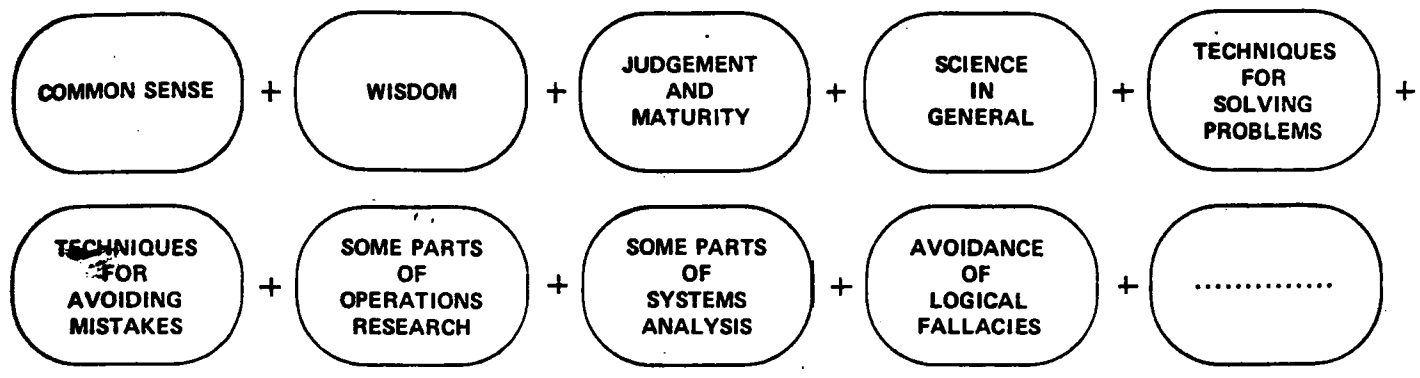 COMMON SENSE + WISDOM + JUDGEMENT AND MATURITY + SCIENCE IN GENERAL + TECHNIQUES FOR SOLVING PROBLEMS +
TECHNIQUES FOR AVOIDING MISTAKES + SOME PARTS OF OPERATIONS RESEARCH + SOME PARTS OF SYSTEMS ANALYSIS + AVOIDANCE OF LOGICAL FALLACIES + ..............